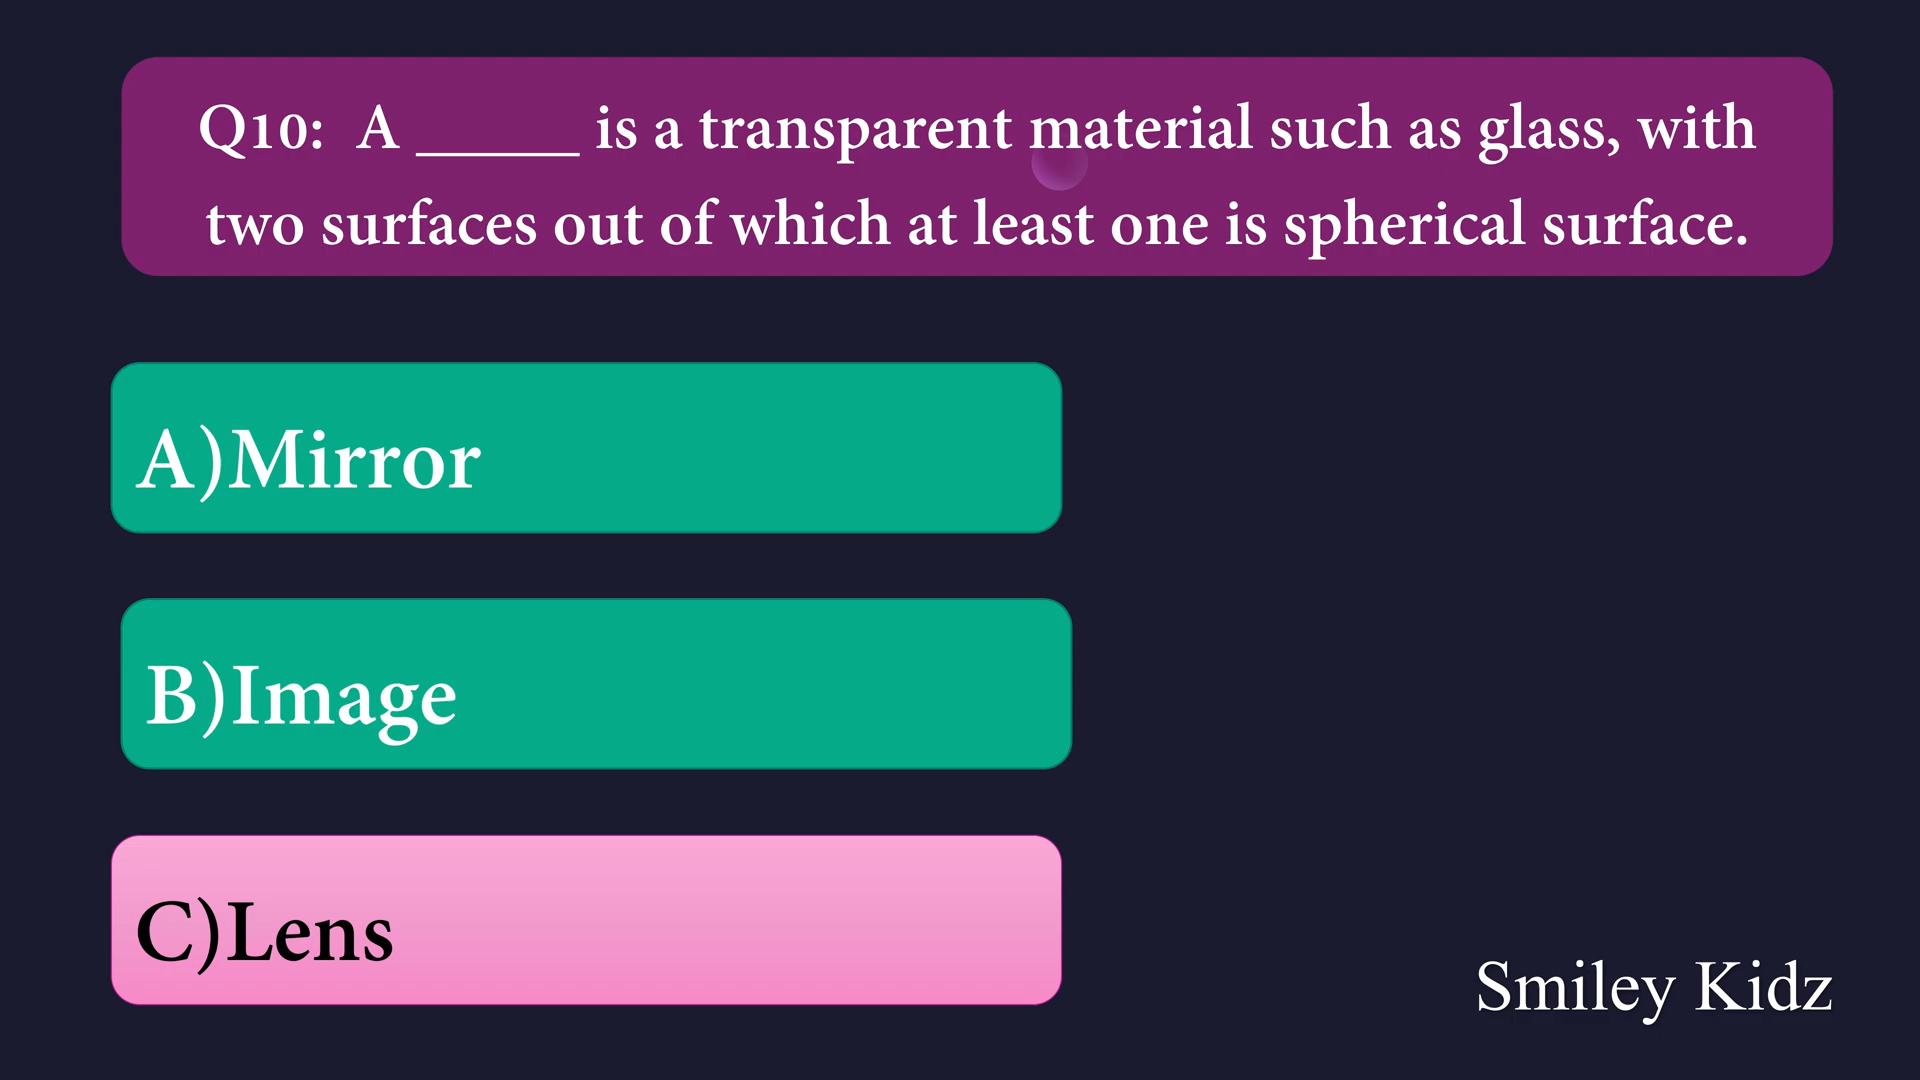 Q10: A _____ is a transparent material such as glass, with
two surfaces out of which at least one is spherical surface.
A)Mirror
B)Image
C)Lens
Smiley Kidz